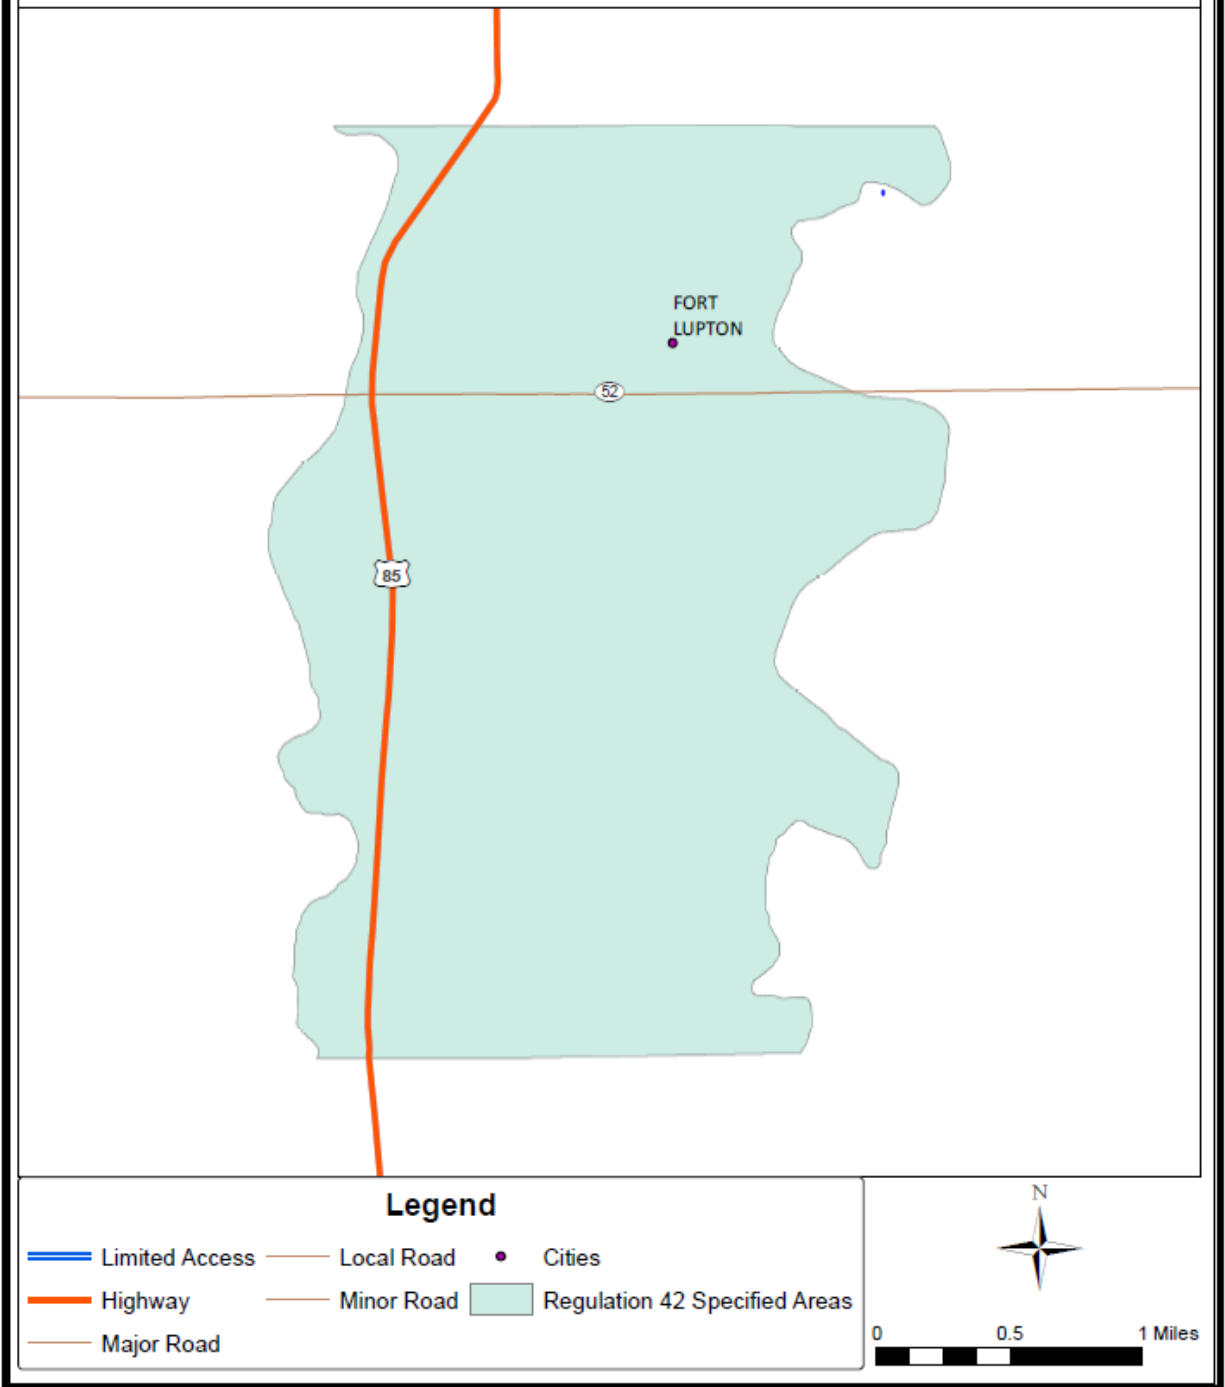 FORT
LUPTON
52
85
Legend
Limited Access Local Road Cities
Highway Minor Road Regulation 42 Specified Areas
Major Road
N
0 0.5 1 Miles